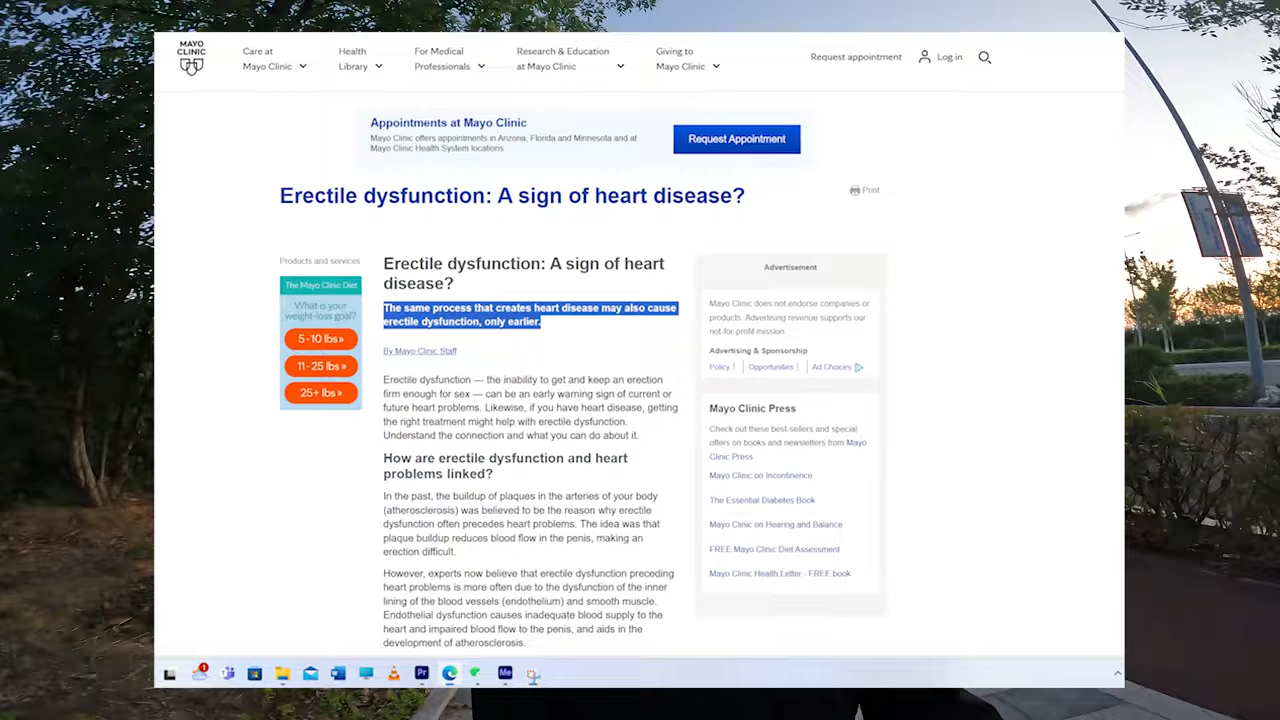 MAYO
CLINIC
Care at
Mayo Clinic
Health
Library
For Medical
Professionals
Research & Education
at Mayo Clinic
Giving to
Mayo Clinic
Request appointment
Log in
Appointments at Mayo Clinic
Mayo Clinic offers appointments in Arizona, Florida and Minnesota and at
Mayo Clinic Health System locations
Request Appointment
Erectile dysfunction: A sign of heart disease?
Print
Products and services
The Mayo Clinic Diet
What is your
weight-loss goal?
5-10 lbs»
11-25 lbs»
25+ lbs»
Erectile dysfunction: A sign of heart
disease?
The same process that creates heart disease may also cause
erectile dysfunction, only earlier.
By Mayo Clinic Staff
Erectile dysfunction — the inability to get and keep an erection
firm enough for sex — can be an early warning sign of current or
future heart problems. Likewise, if you have heart disease, getting
the right treatment might help with erectile dysfunction.
Understand the connection and what you can do about it.
How are erectile dysfunction and heart
problems linked?
In the past, the buildup of plaques in the arteries of your body
(atherosclerosis) was believed to be the reason why erectile
dysfunction often precedes heart problems. The idea was that
plaque buildup reduces blood flow in the penis, making an
erection difficult.
However, experts now believe that erectile dysfunction preceding
heart problems is more often due to the dysfunction of the inner
lining of the blood vessels (endothelium) and smooth muscle.
Endothelial dysfunction causes inadequate blood supply to the
heart and impaired blood flow to the penis, and aids in the
development of atherosclerosis.
Advertisement
Mayo Clinic does not endorse companies or
products. Advertising revenue supports our
not-for-profit mission.
Advertising & Sponsorship
Policy | Opportunities | Ad Choices
Mayo Clinic Press
Check out these best-sellers and special
offers on books and newsletters from Mayo
Clinic Press.
Mayo Clinic on Incontinence
The Essential Diabetes Book
Mayo Clinic on Hearing and Balance
FREE Mayo Clinic Diet Assessment
Mayo Clinic Health Letter - FREE book
1
Pr
Me